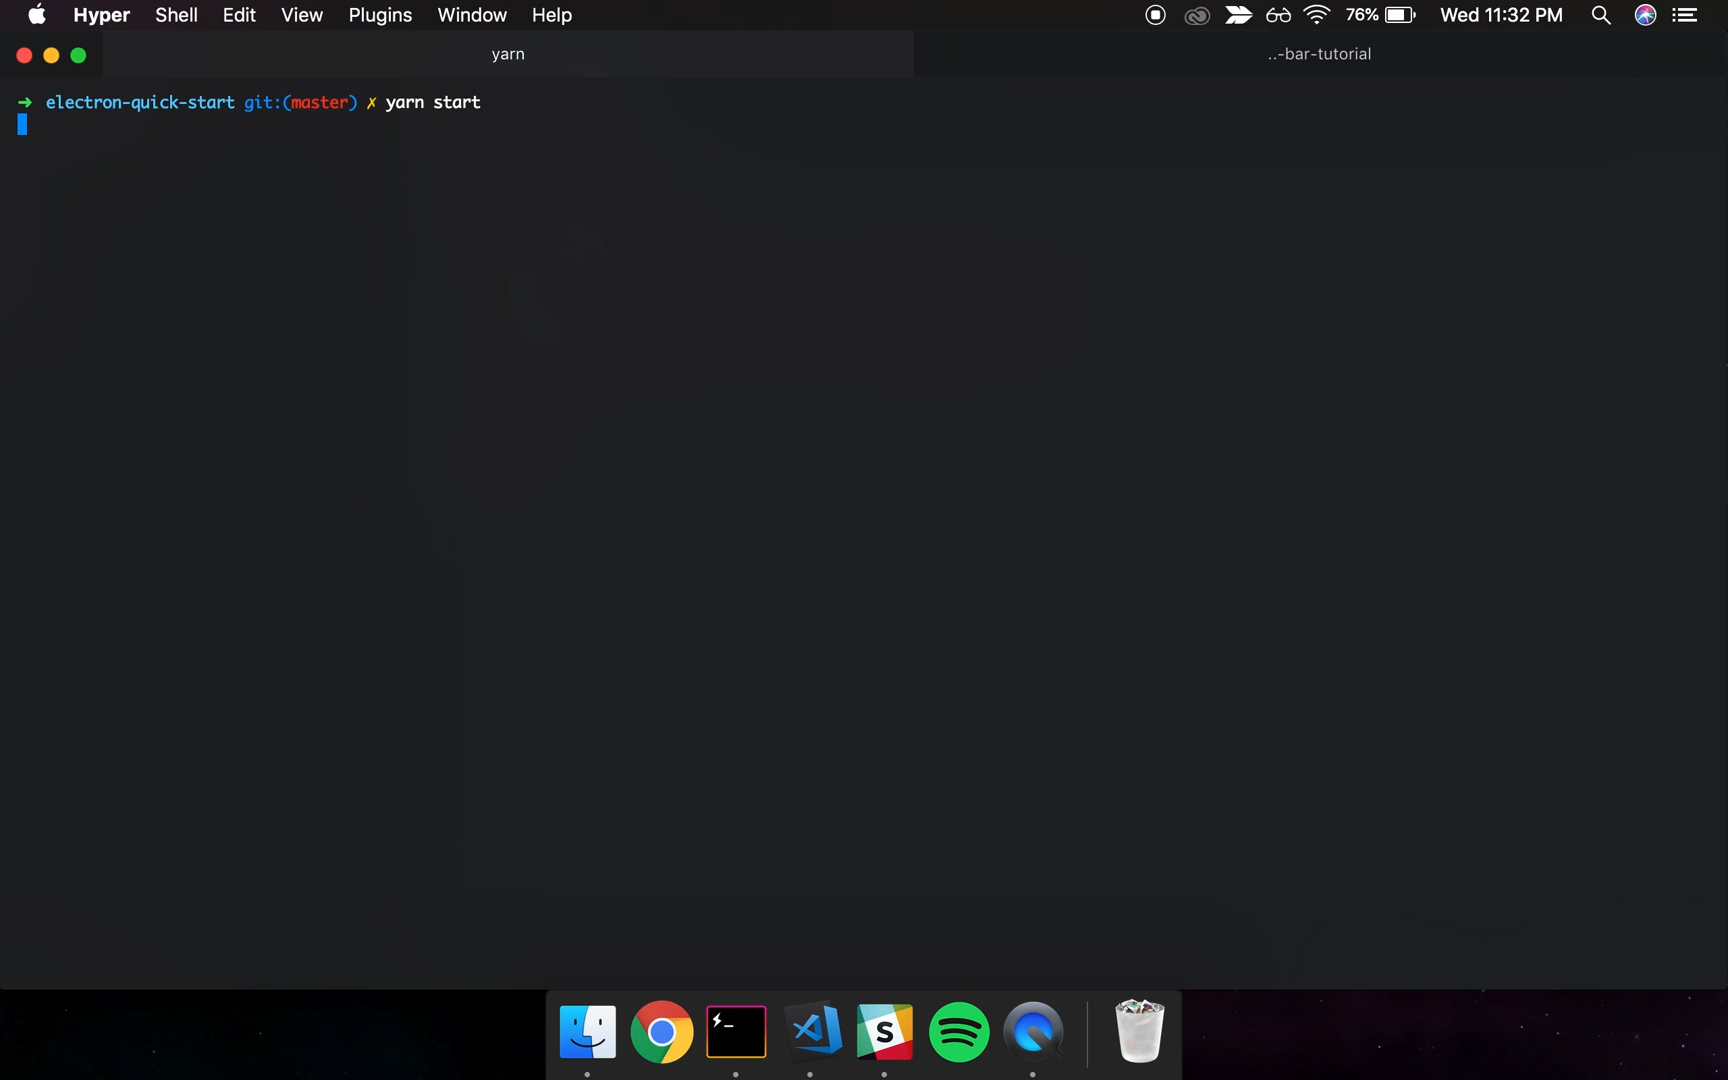 Hyper Shell Edit View Plugins Window Help 76% Wed 11:32 PM
yarn ..-bar-tutorial
➜ electron-quick-start git:(master) ✗ yarn start
S